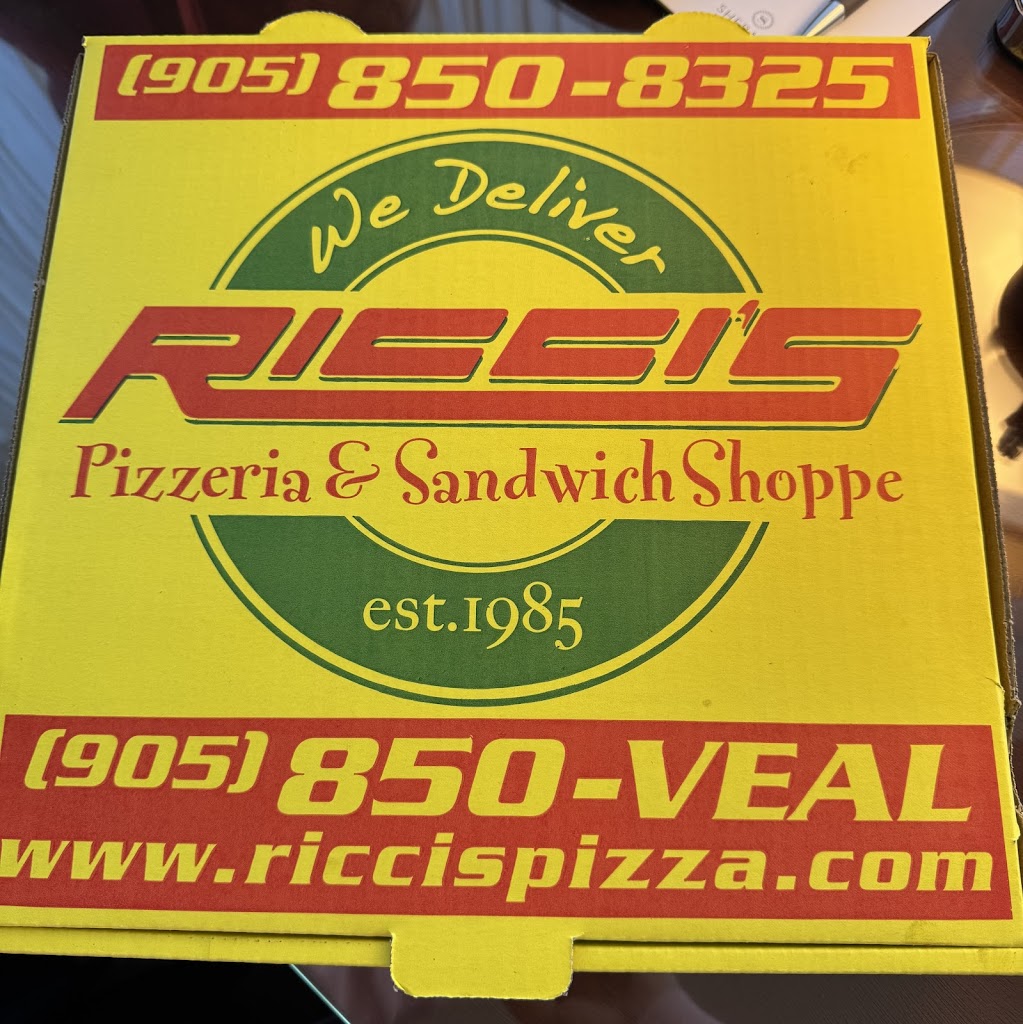 (905) 850-8325
We Deliver
RICCI'S
Pizzeria & Sandwich Shoppe
est.1985
(905) 850-VEAL
www.riccispizza.com